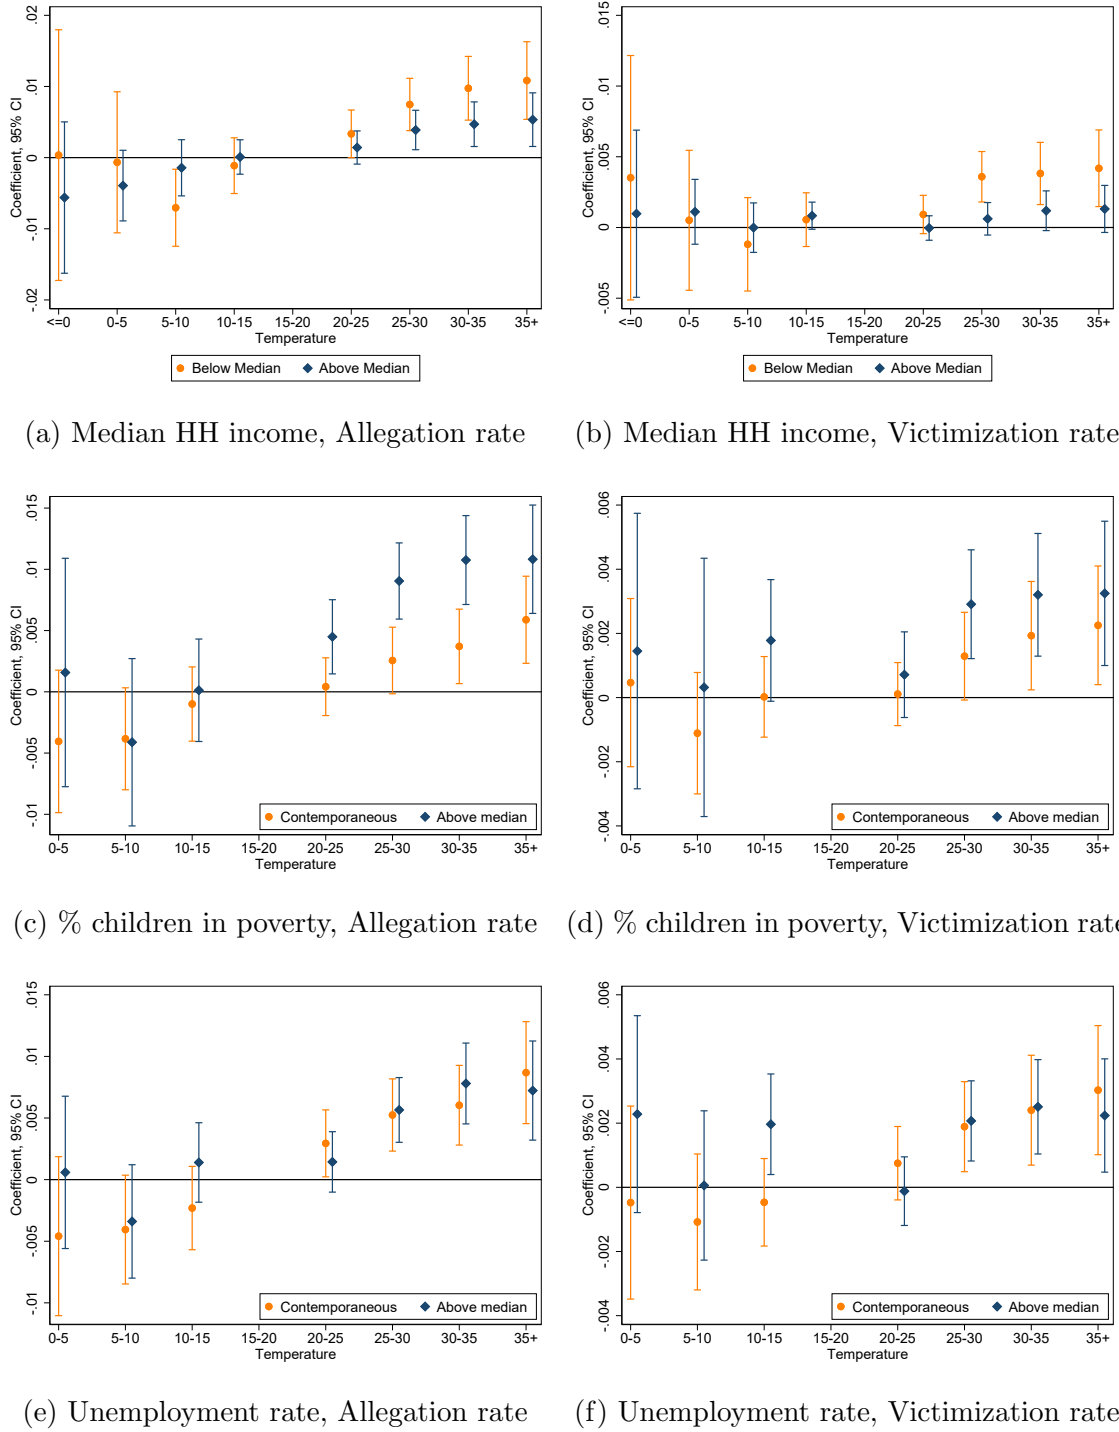 .02
.01
0
-.01
-.02
Coefficient, 95% CI
<=0 0-5 5-10 10-15 15-20 20-25 25-30 30-35 35+
Temperature
Below Median Above Median
(a) Median HH income, Allegation rate
.015
.01
.005
0
-.005
Coefficient, 95% CI
<=0 0-5 5-10 10-15 15-20 20-25 25-30 30-35 35+
Temperature
Below Median Above Median
(b) Median HH income, Victimization rate
.015
.01
.005
0
-.005
-.01
Coefficient, 95% CI
Contemporaneous Above median
0-5 5-10 10-15 15-20 20-25 25-30 30-35 35+
Temperature
(c) % children in poverty, Allegation rate
.006
.004
.002
0
-.002
-.004
Coefficient, 95% CI
Contemporaneous Above median
0-5 5-10 10-15 15-20 20-25 25-30 30-35 35+
Temperature
(d) % children in poverty, Victimization rate
.015
.01
.005
0
-.005
-.01
Coefficient, 95% CI
Contemporaneous Above median
0-5 5-10 10-15 15-20 20-25 25-30 30-35 35+
Temperature
(e) Unemployment rate, Allegation rate
.006
.004
.002
0
-.002
-.004
Coefficient, 95% CI
Contemporaneous Above median
0-5 5-10 10-15 15-20 20-25 25-30 30-35 35+
Temperature
(f) Unemployment rate, Victimization rate